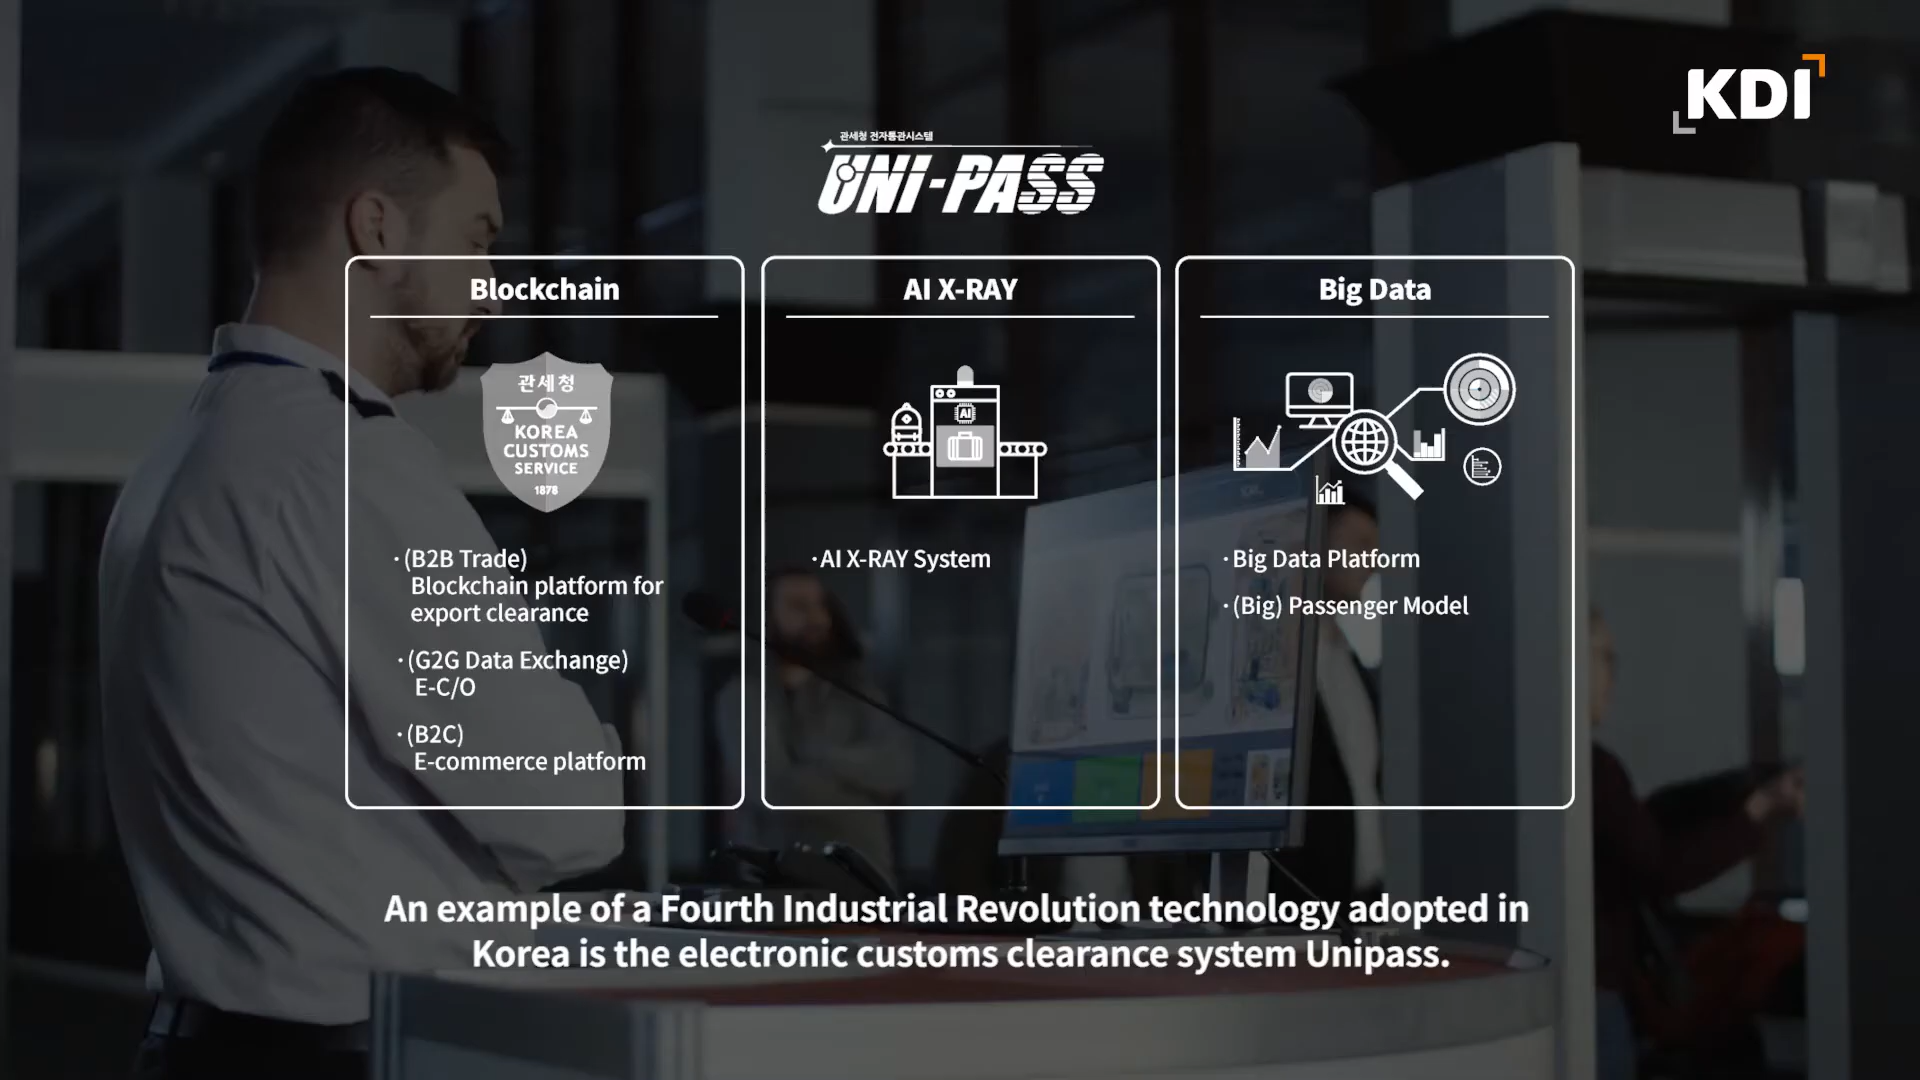 KDI
관세청 전자통관시스템
UNI-PASS
Blockchain
관세청
KOREA
CUSTOMS
SERVICE
1878
· (B2B Trade)
Blockchain platform for
export clearance
· (G2G Data Exchange)
E-C/O
· (B2C)
E-commerce platform
AI X-RAY
AI
· AI X-RAY System
Big Data
· Big Data Platform
· (Big) Passenger Model
An example of a Fourth Industrial Revolution technology adopted in
Korea is the electronic customs clearance system Unipass.